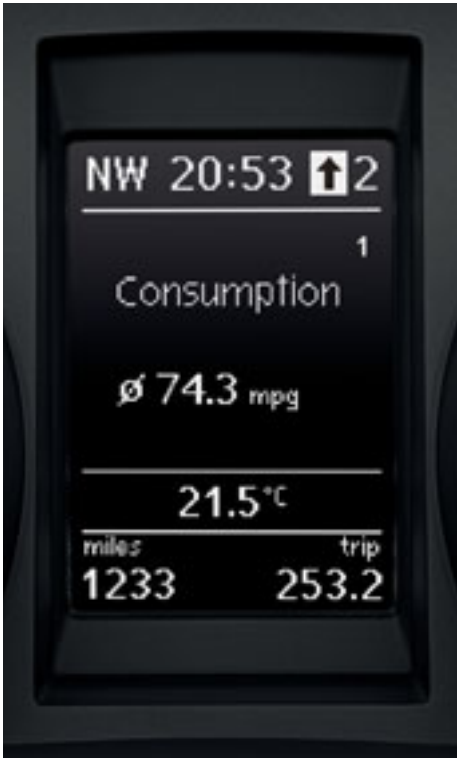 NW 20:53 ↑ 2
1
Consumption
ø 74.3 mpg
21.5°C
miles trip
1233 253.2